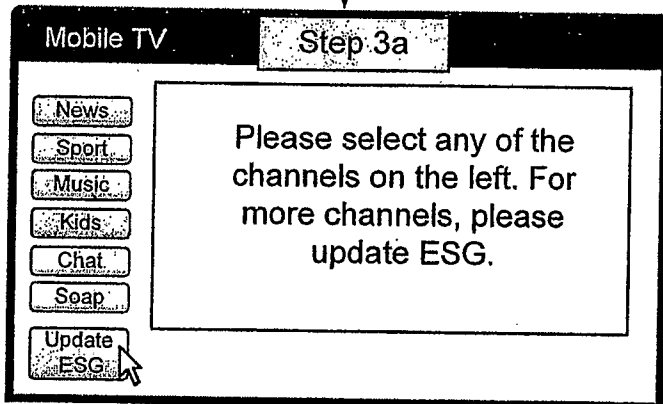 Mobile TV
Step 3a
News
Sport
Music
Kids
Chat
Soap
Update
ESG
Please select any of the
channels on the left. For
more channels, please
update ESG.